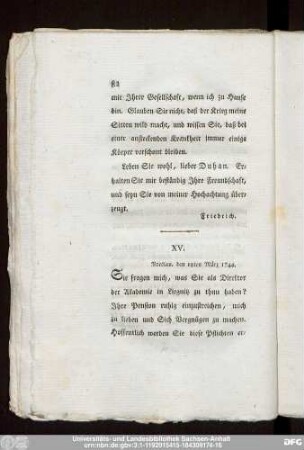 mir Ihrer Gesellschaft, wenn ich zu Hause
bin. Glauben Sie nicht, daß der Krieg meine
Sitten wild macht, und wissen Sie, daß bei
einer ansteckenden Krankheit immer einige
Körper verschont bleiben.
Leben Sie wohl, lieber Duhan. Er-
halten Sie mir beständig Ihre Freundschaft,
und seyn Sie von meiner Hochachtung über-
zeugt.
Friedrich.
XV.
Breslau, den 18ten März 1744.
Sie fragen mich, was Sie als Direktor
der Akademie in Liegnitz zu thun haben?
Ihre Pension ruhig einzustreichen, mich
zu lieben und Sich Vergnügen zu machen.
Hoffentlich werden Sie diese Pflichten er-
Universitäts- und Landesbibliothek Sachsen-Anhalt
urn:nbn:de:gbv:3:1-1192015415-184309174-16
DFG